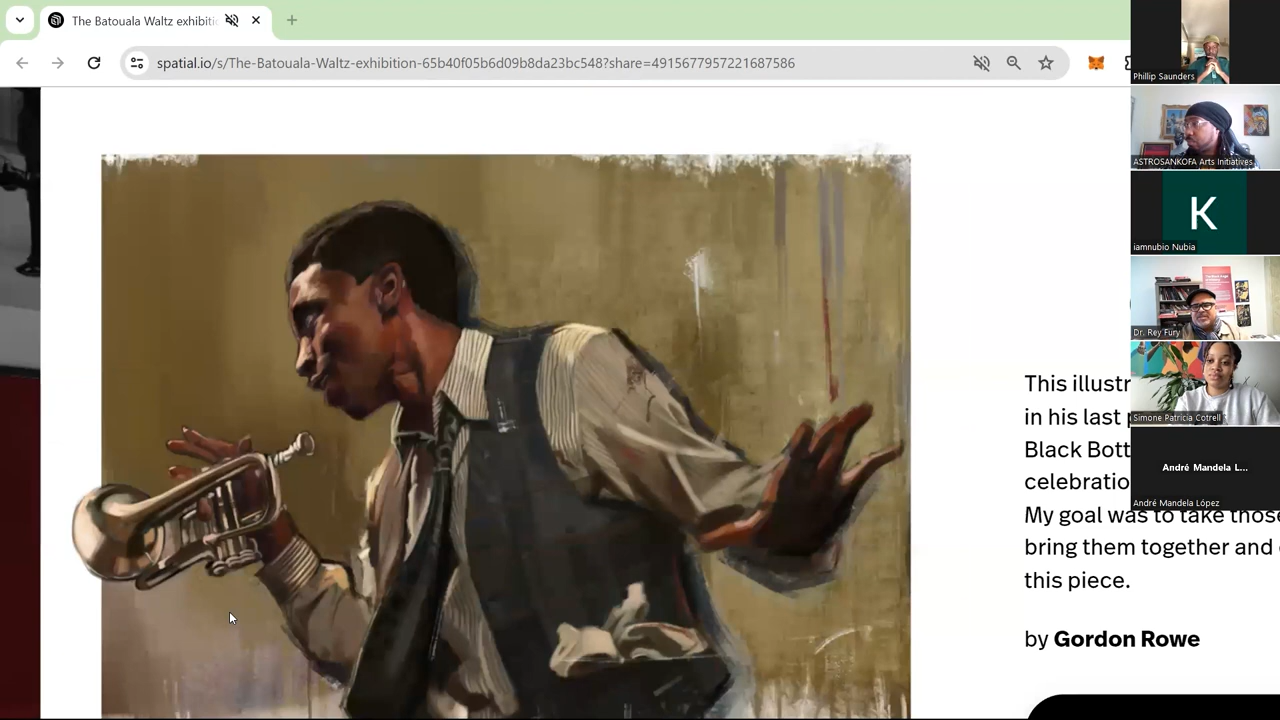 The Batouala Waltz exhibiti
spatial.io/s/The-Batouala-Waltz-exhibition-65b40f05b6d09b8da23bc548?share=4915677957221687586
This illustr
in his last
Black Bott
celebratio
My goal was to take those
bring them together and
this piece.
by Gordon Rowe
Phillip Saunders
ASTROSANKOFA Arts Initiatives
K
iamnubio Nubia
Dr. Rey Fury
Simone Patricia Cotrell
André Mandela L...
André Mandela López